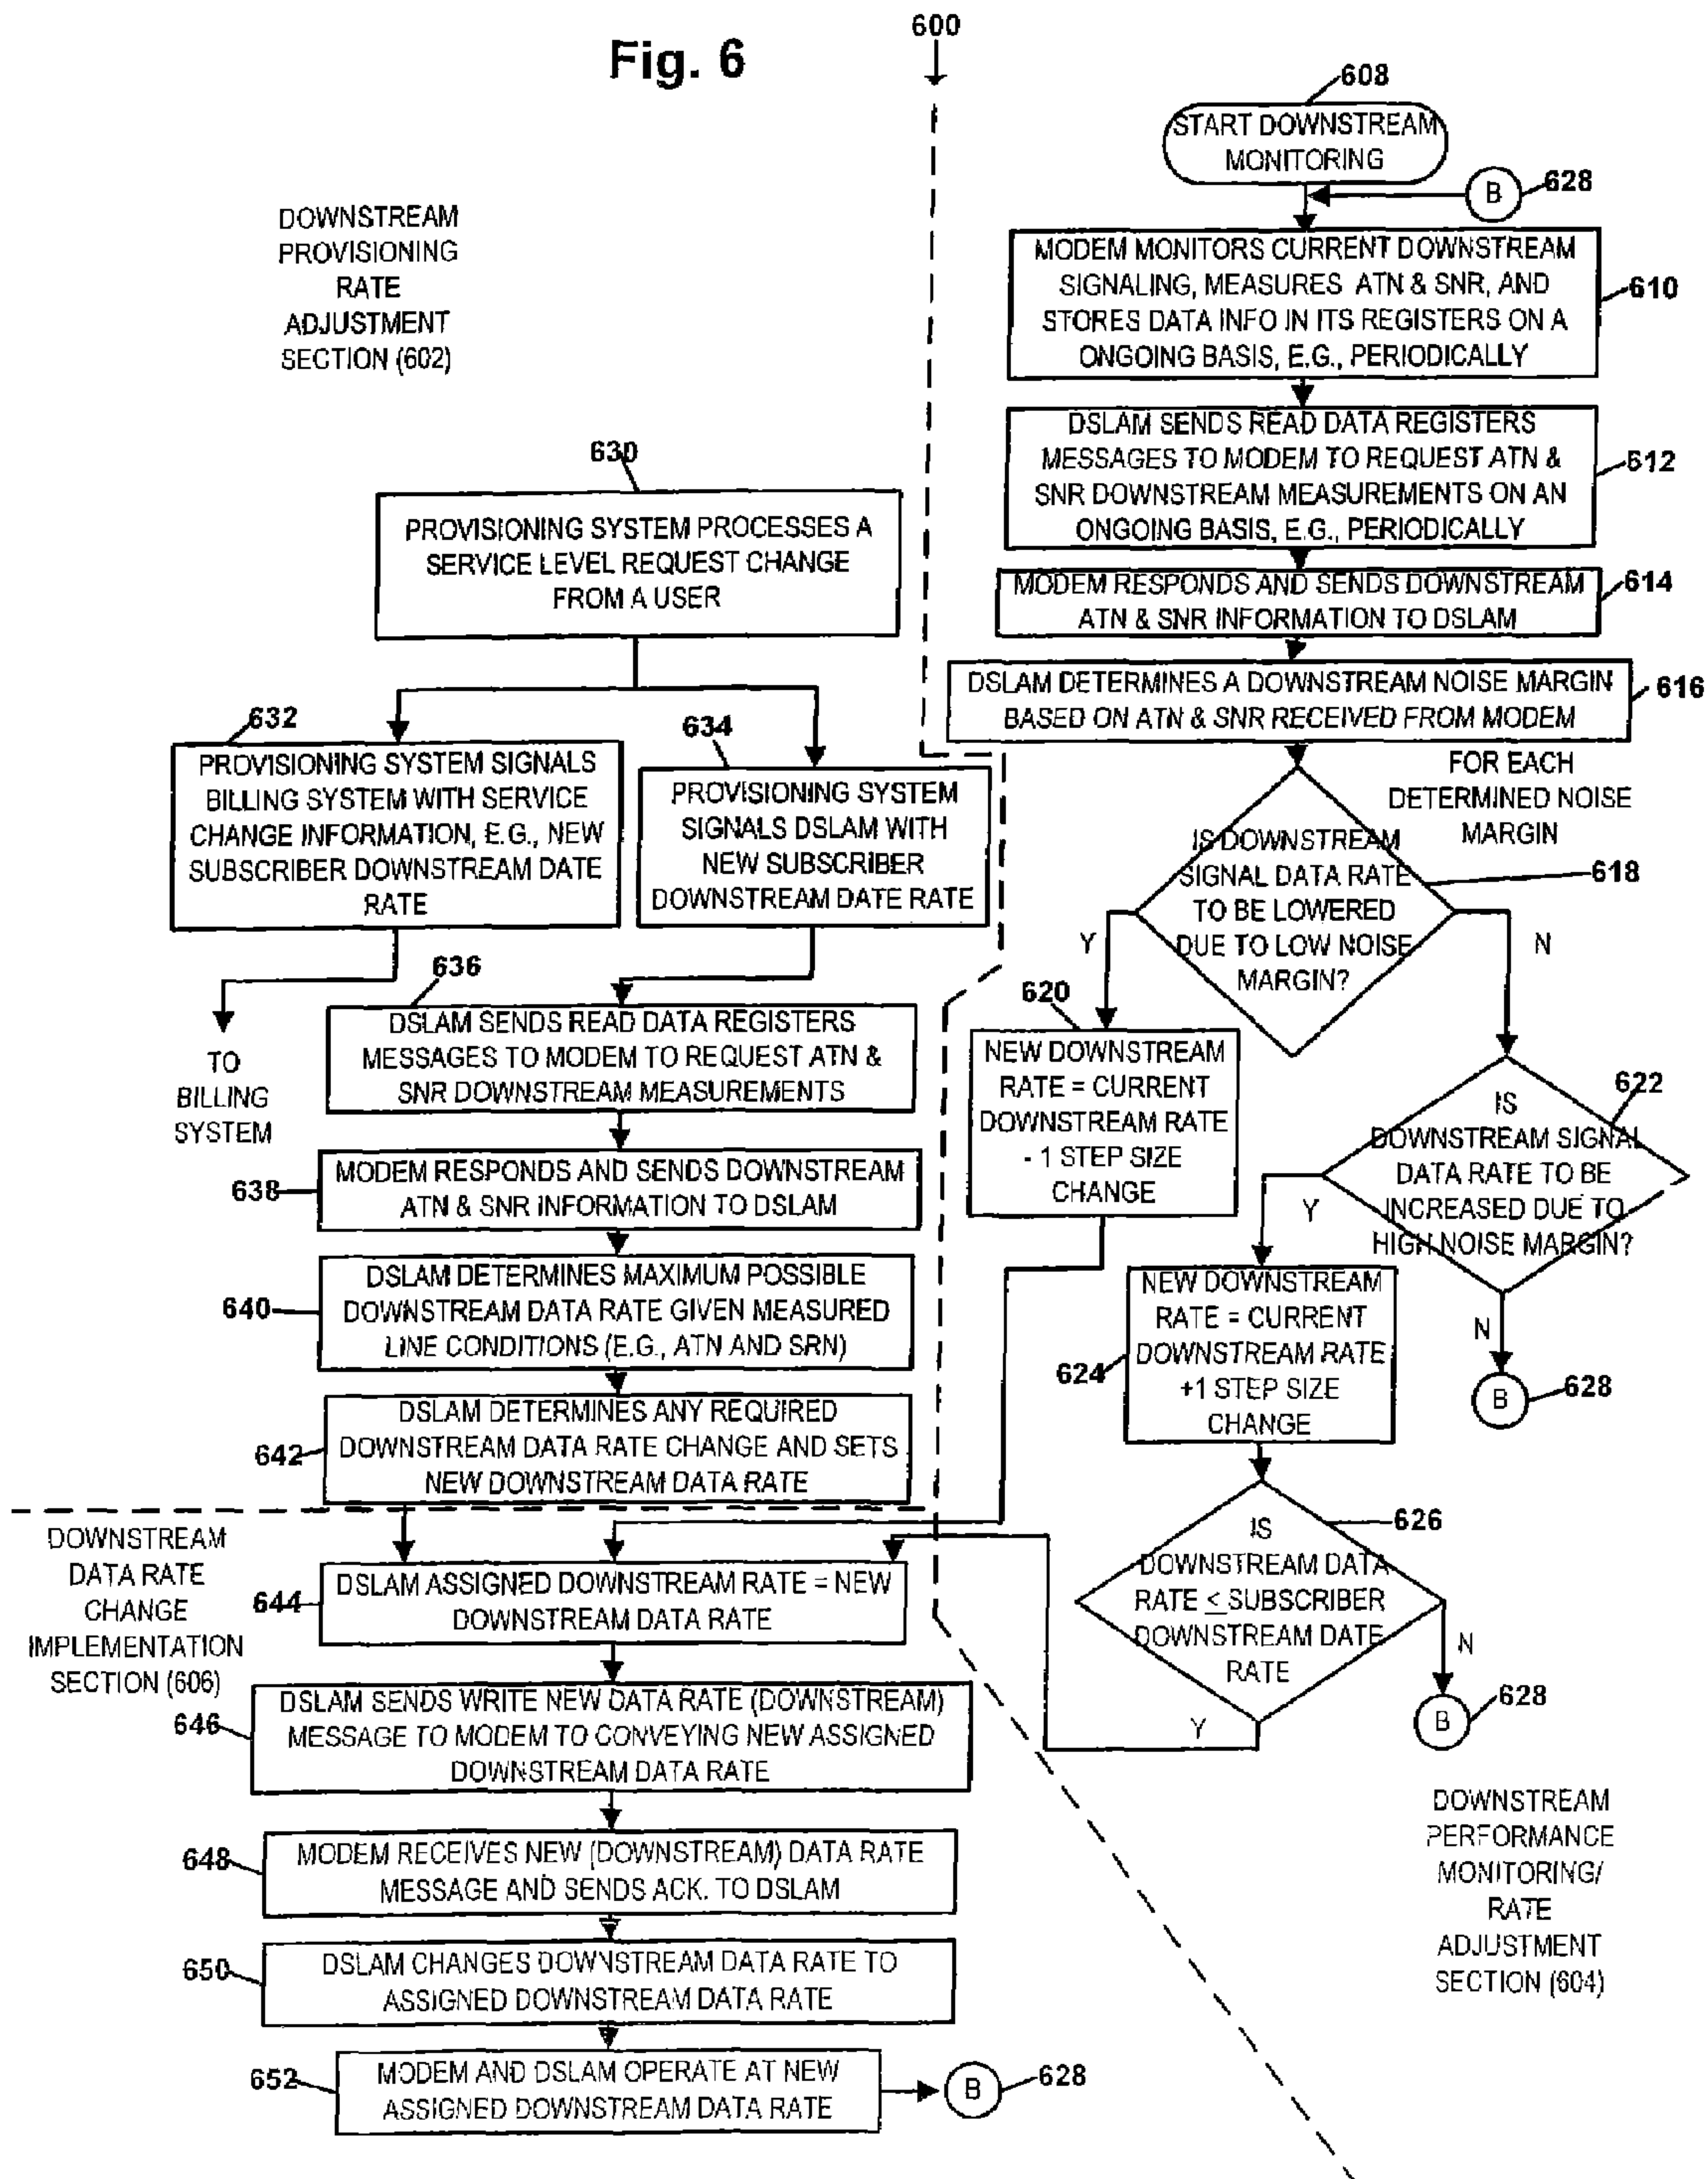 Fig. 6
600
DOWNSTREAM
PROVISIONING
RATE
ADJUSTMENT
SECTION (602)
630
PROVISIONING SYSTEM PROCESSES A
SERVICE LEVEL REQUEST CHANGE
FROM A USER
632
PROVISIONING SYSTEM SIGNALS
BILLING SYSTEM WITH SERVICE
CHANGE INFORMATION, E.G., NEW
SUBSCRIBER DOWNSTREAM DATE
RATE
TO
BILLING
SYSTEM
634
PROVISIONING SYSTEM
SIGNALS DSLAM WITH
NEW SUBSCRIBER
DOWNSTREAM DATE RATE
636
DSLAM SENDS READ DATA REGISTERS
MESSAGES TO MODEM TO REQUEST ATN &
SNR DOWNSTREAM MEASUREMENTS
638
MODEM RESPONDS AND SENDS DOWNSTREAM
ATN & SNR INFORMATION TO DSLAM
640
DSLAM DETERMINES MAXIMUM POSSIBLE
DOWNSTREAM DATA RATE GIVEN MEASURED
LINE CONDITIONS (E.G., ATN AND SRN)
642
DSLAM DETERMINES ANY REQUIRED
DOWNSTREAM DATA RATE CHANGE AND SETS
NEW DOWNSTREAM DATA RATE
608
START DOWNSTREAM
MONITORING
B
628
MODEM MONITORS CURRENT DOWNSTREAM
SIGNALING, MEASURES ATN & SNR, AND
STORES DATA INFO IN ITS REGISTERS ON A
ONGOING BASIS, E.G., PERIODICALLY
610
DSLAM SENDS READ DATA REGISTERS
MESSAGES TO MODEM TO REQUEST ATN &
SNR DOWNSTREAM MEASUREMENTS ON AN
ONGOING BASIS, E.G., PERIODICALLY
612
MODEM RESPONDS AND SENDS DOWNSTREAM
ATN & SNR INFORMATION TO DSLAM
614
DSLAM DETERMINES A DOWNSTREAM NOISE MARGIN
BASED ON ATN & SNR RECEIVED FROM MODEM
616
FOR EACH
DETERMINED NOISE
MARGIN
IS DOWNSTREAM
SIGNAL DATA RATE
TO BE LOWERED
DUE TO LOW NOISE
MARGIN?
618
Y
N
620
NEW DOWNSTREAM
RATE = CURRENT
DOWNSTREAM RATE
- 1 STEP SIZE
CHANGE
622
IS
DOWNSTREAM SIGNAL
DATA RATE TO BE
INCREASED DUE TO
HIGH NOISE MARGIN?
Y
N
B
628
624
NEW DOWNSTREAM
RATE = CURRENT
DOWNSTREAM RATE
+1 STEP SIZE
CHANGE
626
IS
DOWNSTREAM DATA
RATE ≤ SUBSCRIBER
DOWNSTREAM DATE
RATE
Y
N
B
628
DOWNSTREAM
PERFORMANCE
MONITORING/
RATE
ADJUSTMENT
SECTION (604)
DOWNSTREAM
DATA RATE
CHANGE
IMPLEMENTATION
SECTION (606)
644
DSLAM ASSIGNED DOWNSTREAM RATE = NEW
DOWNSTREAM DATA RATE
646
DSLAM SENDS WRITE NEW DATA RATE (DOWNSTREAM)
MESSAGE TO MODEM TO CONVEYING NEW ASSIGNED
DOWNSTREAM DATA RATE
648
MODEM RECEIVES NEW (DOWNSTREAM) DATA RATE
MESSAGE AND SENDS ACK. TO DSLAM
650
DSLAM CHANGES DOWNSTREAM DATA RATE TO
ASSIGNED DOWNSTREAM DATA RATE
652
MODEM AND DSLAM OPERATE AT NEW
ASSIGNED DOWNSTREAM DATA RATE
B
628